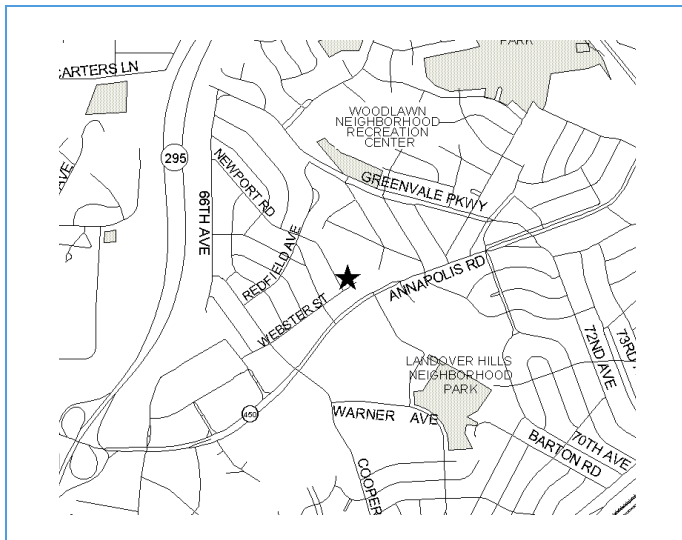 PARK
CARTERS LN
WOODLAWN
NEIGHBORHOOD
RECREATION
CENTER
295
NEWPORT RD
GREENVALE PKWY
AVE
66TH AVE
REDFIELD AVE
ANNAPOLIS RD
WEBSTER ST
72ND AVE
73RD
LANDOVER HILLS
NEIGHBORHOOD
PARK
450
WARNER AVE
70TH AVE
BARTON RD
COOPER